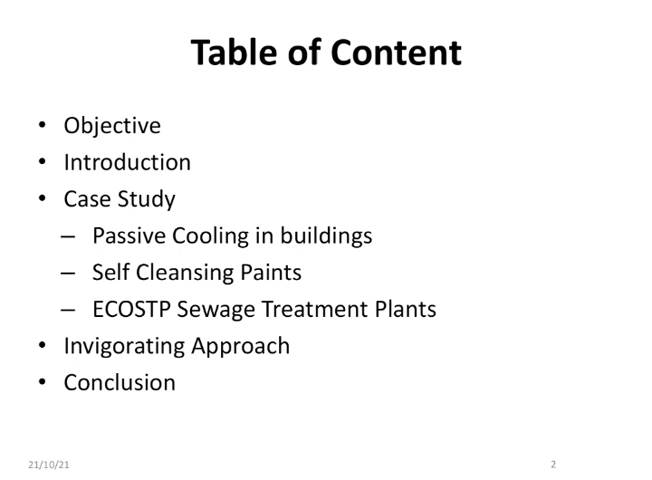 Table of Content
• Objective
• Introduction
• Case Study
– Passive Cooling in buildings
– Self Cleansing Paints
– ECOSTP Sewage Treatment Plants
• Invigorating Approach
• Conclusion
21/10/21
2